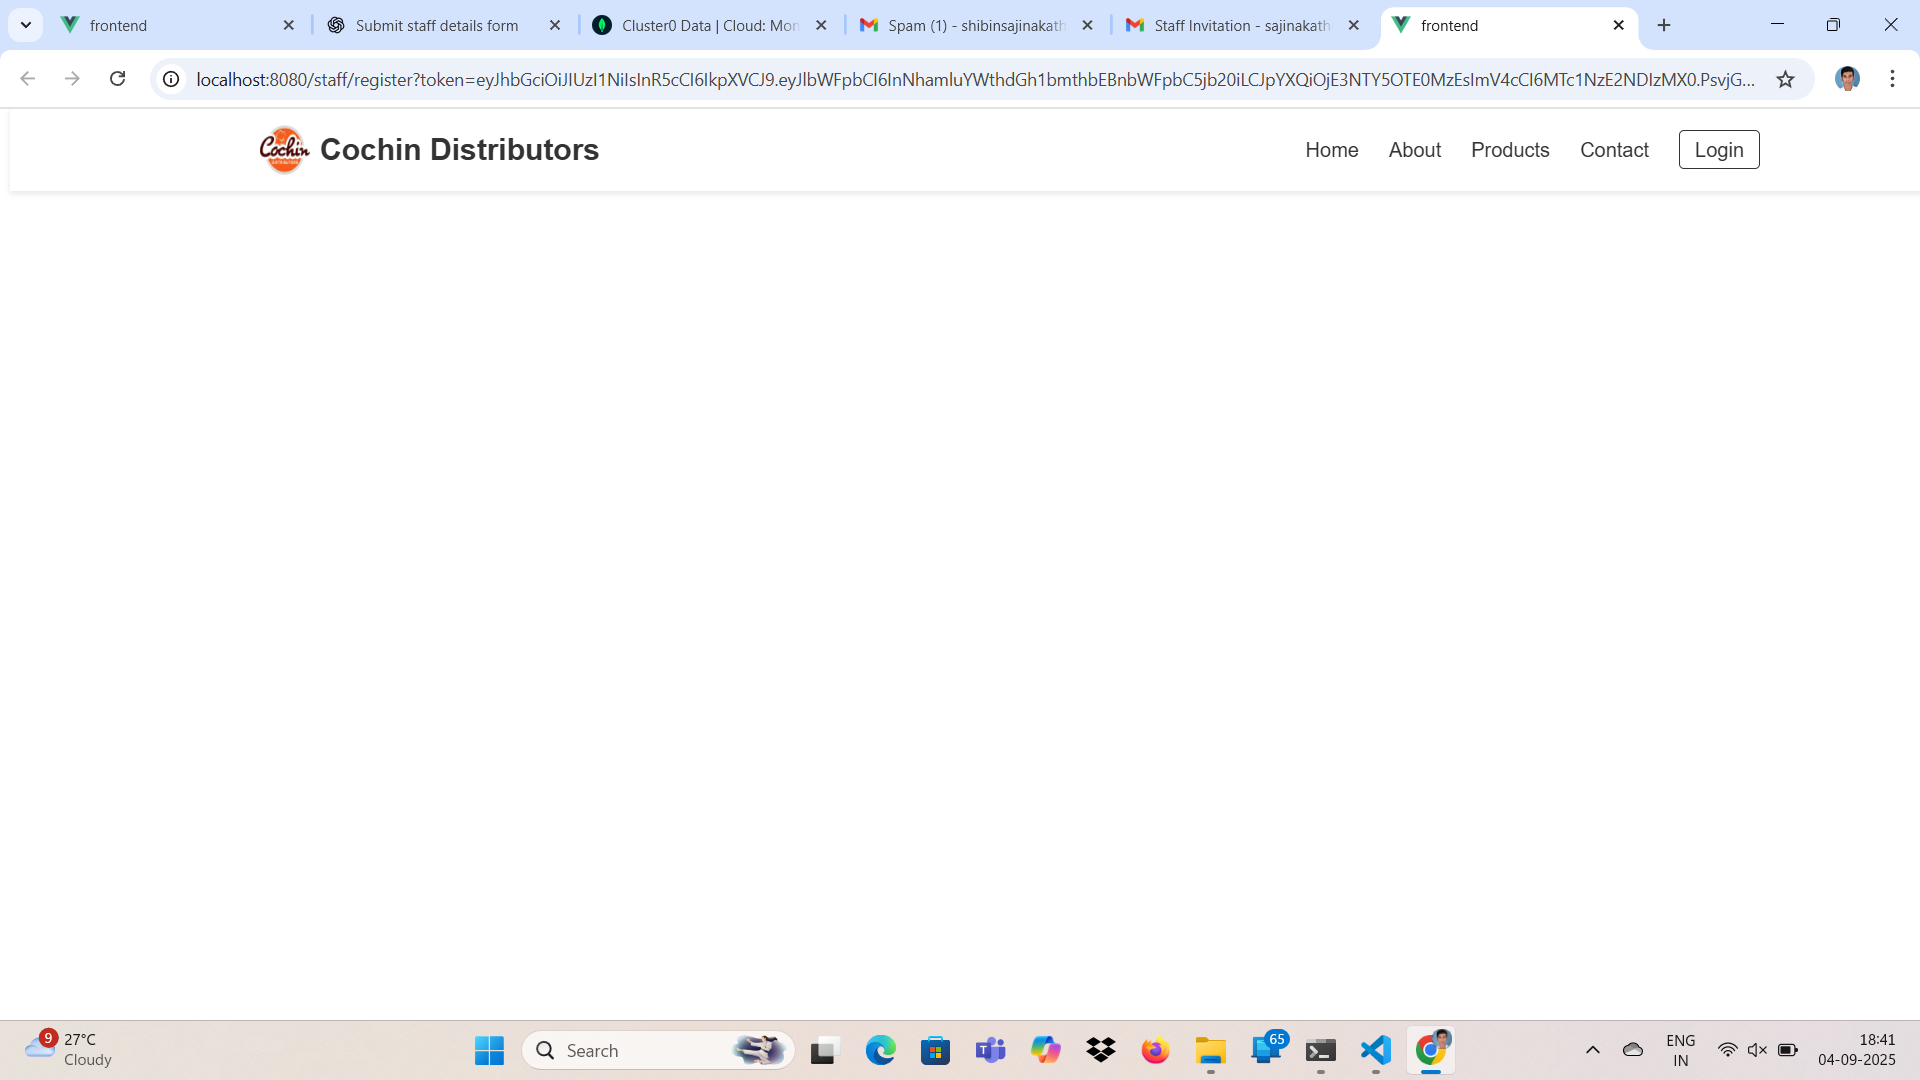 frontend
Submit staff details form
Cluster0 Data | Cloud: Mon
Spam (1) - shibinsajinakath
Staff Invitation - sajinakath
frontend
localhost:8080/staff/register?token=eyJhbGciOiJIUzI1NiIsInR5cCI6IkpXVCJ9.eyJlbWFpbCI6InNhamluYWthdGh1bmthbEBnbWFpbC5jb20iLCJpYXQiOjE3NTY5OTE0MzEsImV4cCI6MTc1NzE2NDIzMX0.PsvjG...
Cochin
Cochin Distributors
Home
About
Products
Contact
Login
9
27°C
Cloudy
Search
65
ENG
IN
18:41
04-09-2025